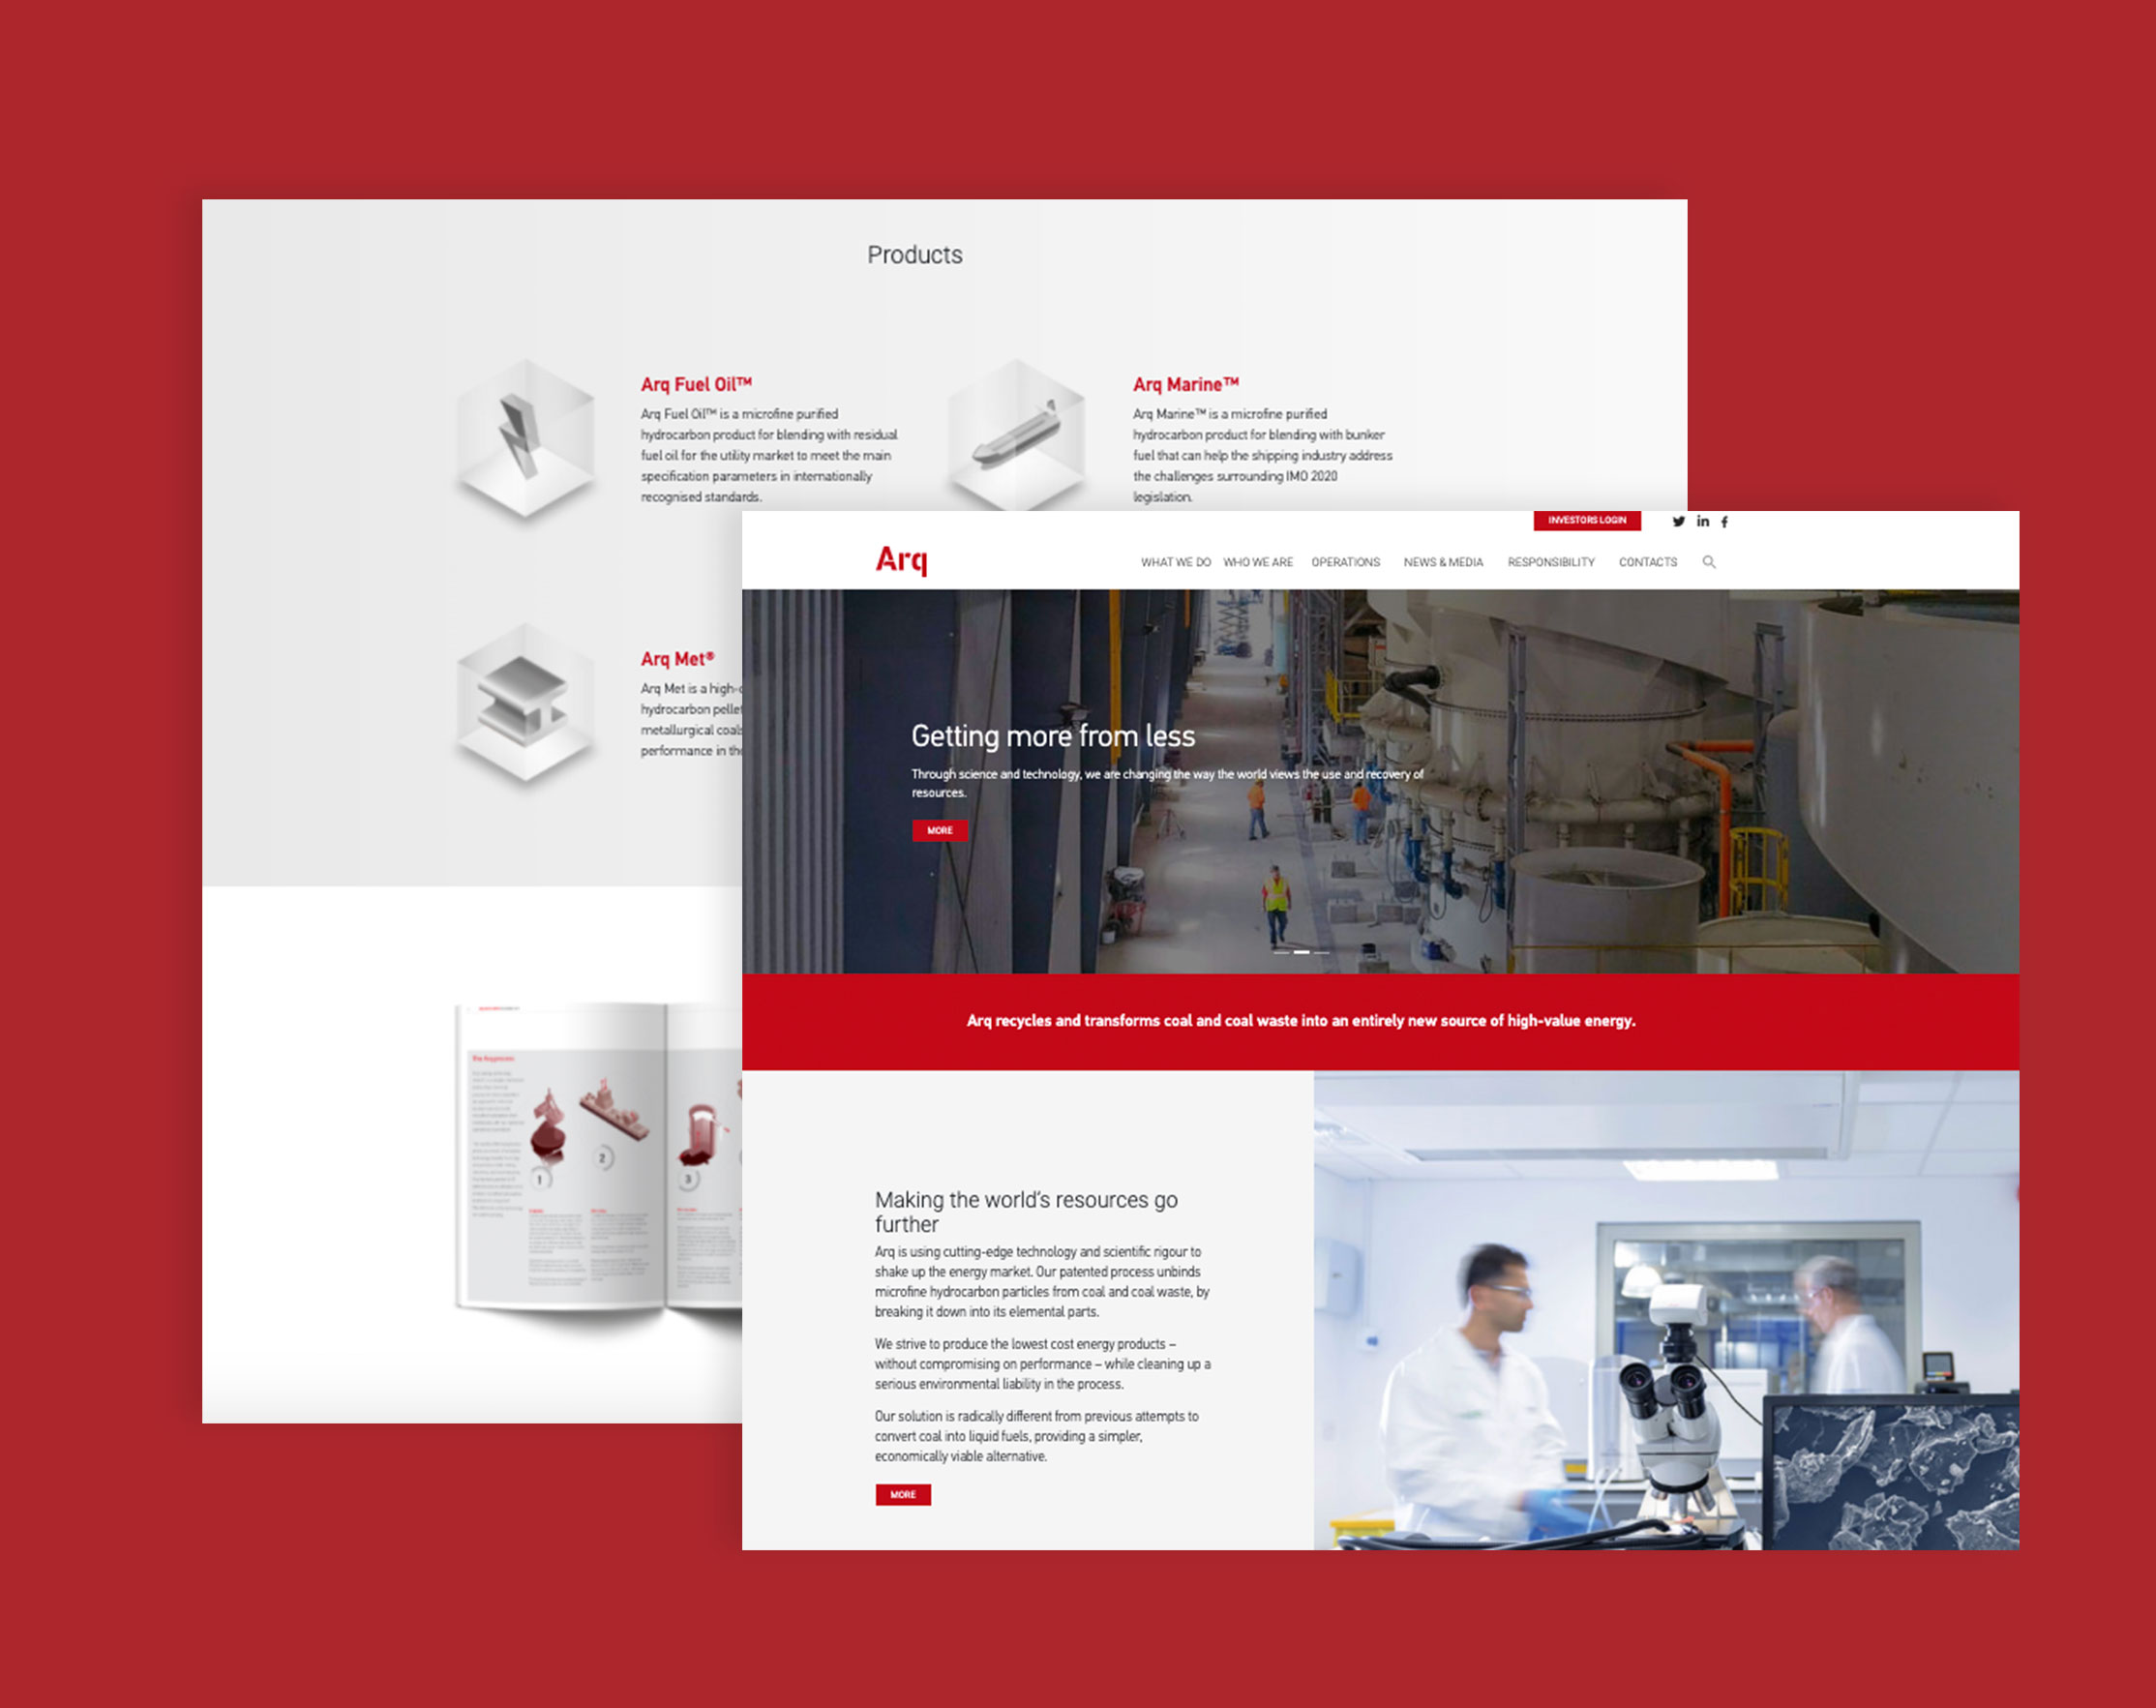 Products
Arq Fuel Oil™
Arq Fuel Oil™ is a microfine purified
hydrocarbon product for blending with residual
fuel oil for the utility market to meet the main
specification parameters in internationally
recognised standards.
Arq Marine™
Arq Marine™ is a microfine purified
hydrocarbon product for blending with bunker
fuel that can help the shipping industry address
the challenges surrounding IMO 2020
legislation.
Arq Met®
Arq Met is a high-
hydrocarbon pellet
metallurgical coals
performance in the
1
2
3
INVESTORS LOGIN
Arq
WHAT WE DO WHO WE ARE OPERATIONS NEWS & MEDIA RESPONSIBILITY CONTACTS
Getting more from less
Through science and technology, we are changing the way the world views the use and recovery of
resources.
MORE
Arq recycles and transforms coal and coal waste into an entirely new source of high-value energy.
Making the world's resources go
further
Arq is using cutting-edge technology and scientific rigour to
shake up the energy market. Our patented process unbinds
microfine hydrocarbon particles from coal and coal waste, by
breaking it down into its elemental parts.
We strive to produce the lowest cost energy products –
without compromising on performance – while cleaning up a
serious environmental liability in the process.
Our solution is radically different from previous attempts to
convert coal into liquid fuels, providing a simpler,
economically viable alternative.
MORE